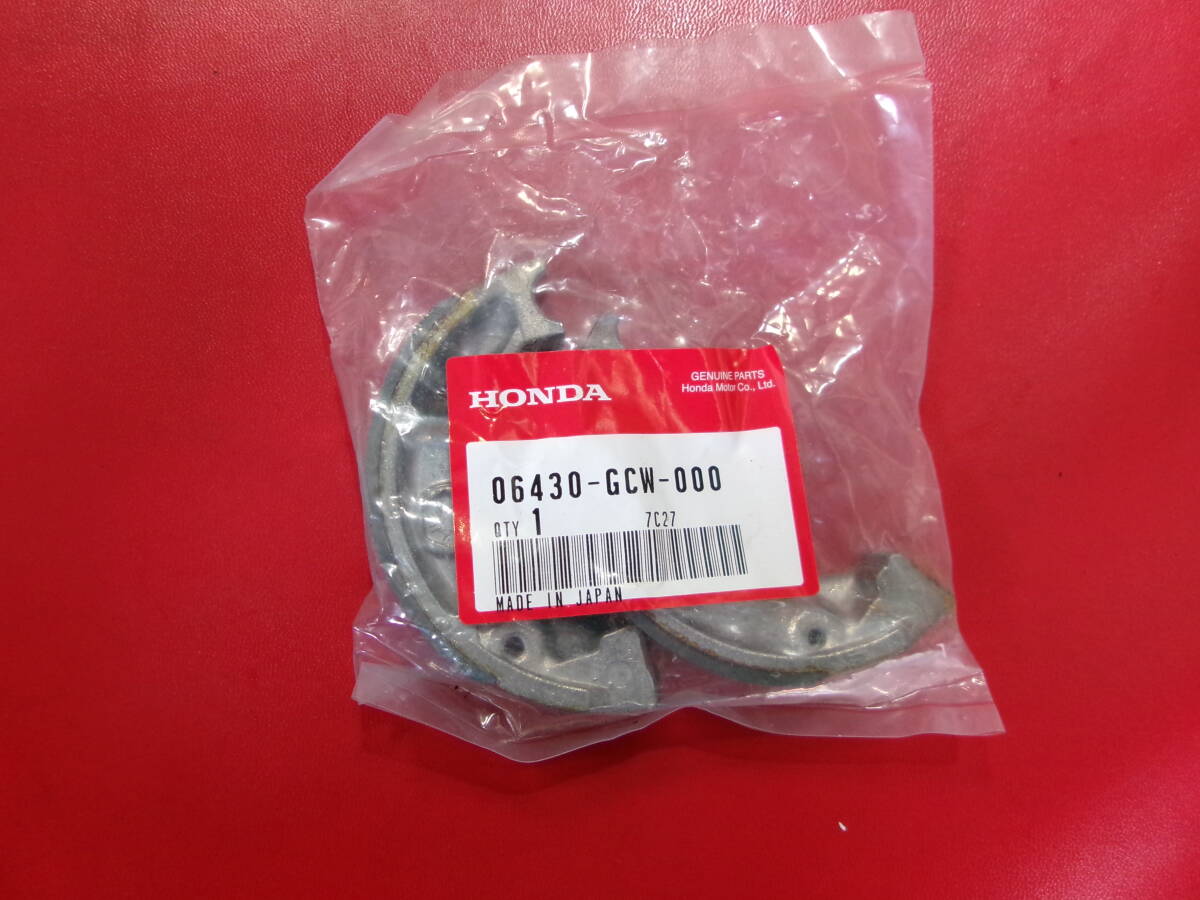 HONDA
GENUINE PARTS
Honda Motor Co., Ltd.
06430-GCW-000
QTY 1 7C27
MADE IN JAPAN